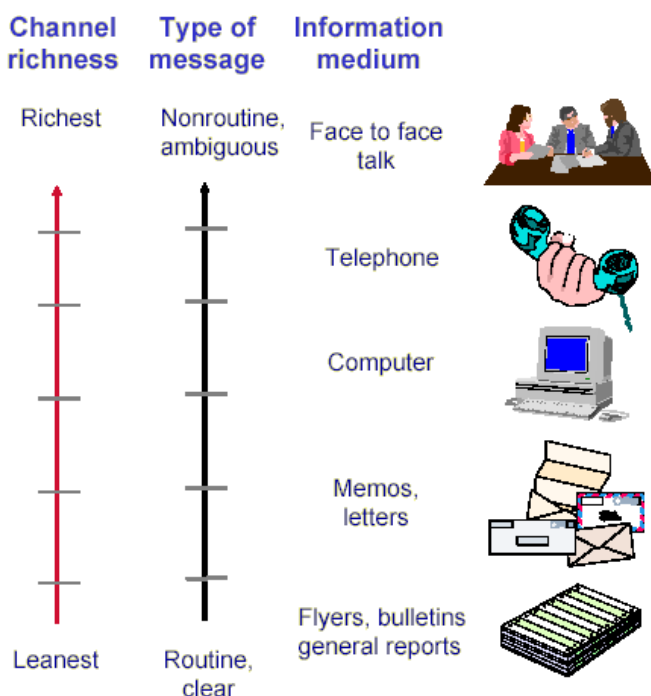 Channel
richness
Type of
message
Information
medium
Richest
Nonroutine,
ambiguous
Face to face
talk
Telephone
Computer
Memos,
letters
Flyers, bulletins
general reports
Leanest
Routine,
clear